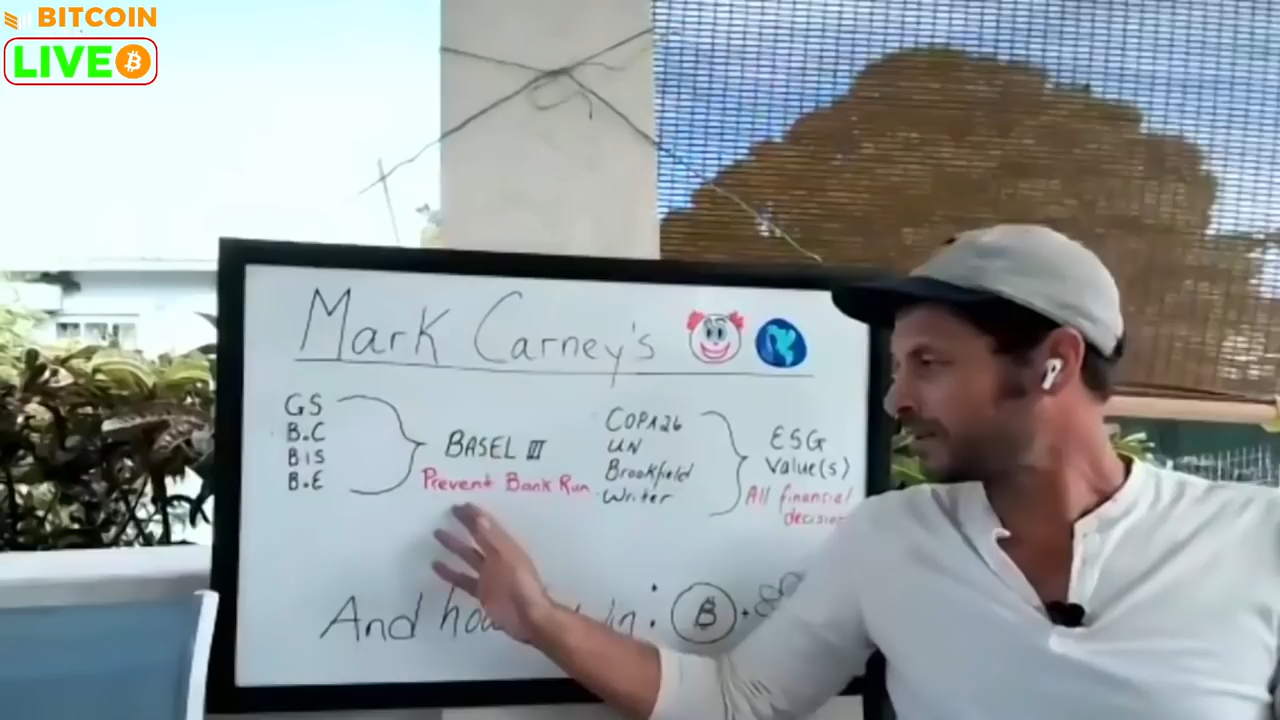 BITCOIN
LIVE
Mark Carney's
GS
B.C
BIS
B.E
BASEL III
Prevent Bank Run
COP26
UN
Brookfield
Writer
ESG
Value(s)
All financial
decision
And in :